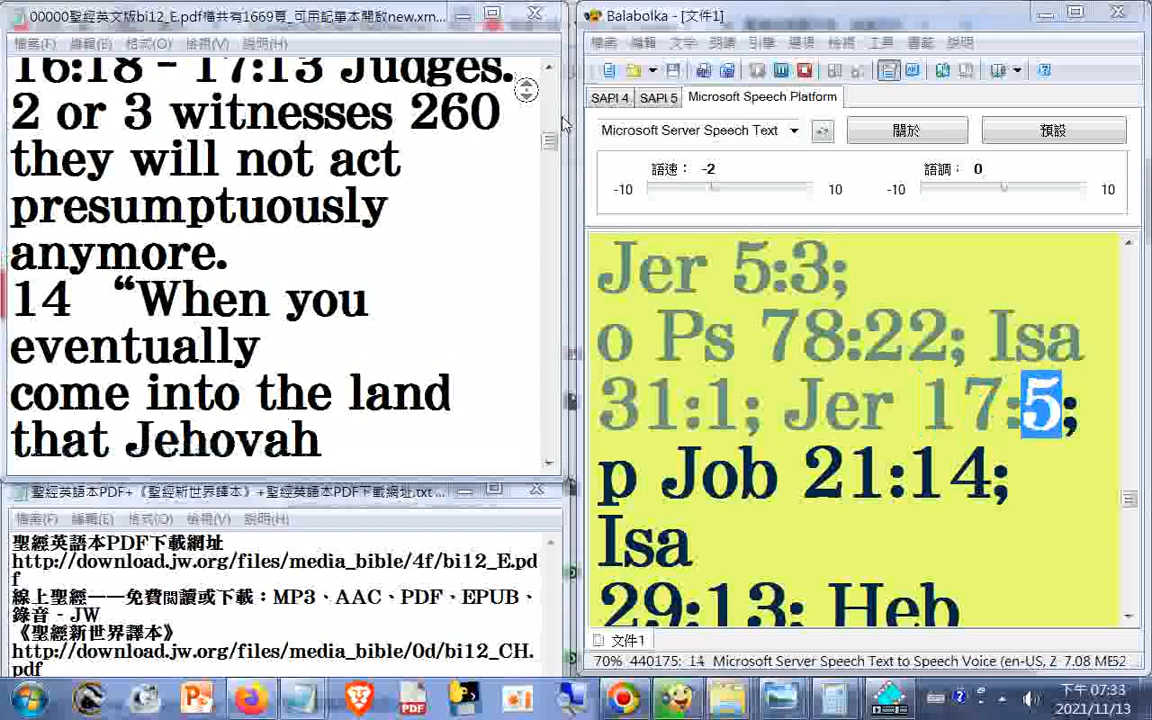 00000聖經英文版bi12_E.pdf檔共有1669頁_可用記事本開啟new.xm...
檔案(F) 編輯(E) 格式(O) 檢視(V) 說明(H)
16:18 – 17:13 Judges.
2 or 3 witnesses 260
they will not act
presumptuously
anymore.
14 “When you
eventually
come into the land
that Jehovah
聖經英語本PDF+《聖經新世界譯本》+聖經英語本PDF下載網址.txt ...
檔案(F) 編輯(E) 格式(O) 檢視(V) 說明(H)
聖經英語本PDF下載網址
http://download.jw.org/files/media_bible/4f/bi12_E.pd
f
線上聖經——免費閱讀或下載：MP3、AAC、PDF、EPUB、
錄音 - JW
《聖經新世界譯本》
http://download.jw.org/files/media_bible/0d/bi12_CH.
pdf
Balabolka - [文件1]
檔案 編輯 文字 朗讀 引擎 選項 檢視 工具 書籤 說明
SAPI 4 SAPI 5 Microsoft Speech Platform
Microsoft Server Speech Text 關於 預設
語速： -2 語調： 0
-10 10 -10 10
Jer 5:3;
o Ps 78:22; Isa
31:1; Jer 17:5;
p Job 21:14;
Isa
29:13; Heb
文件1
70% 440175: 14 Microsoft Server Speech Text to Speech Voice (en-US, Z 7.08 ME52
下午 07:33
2021/11/13